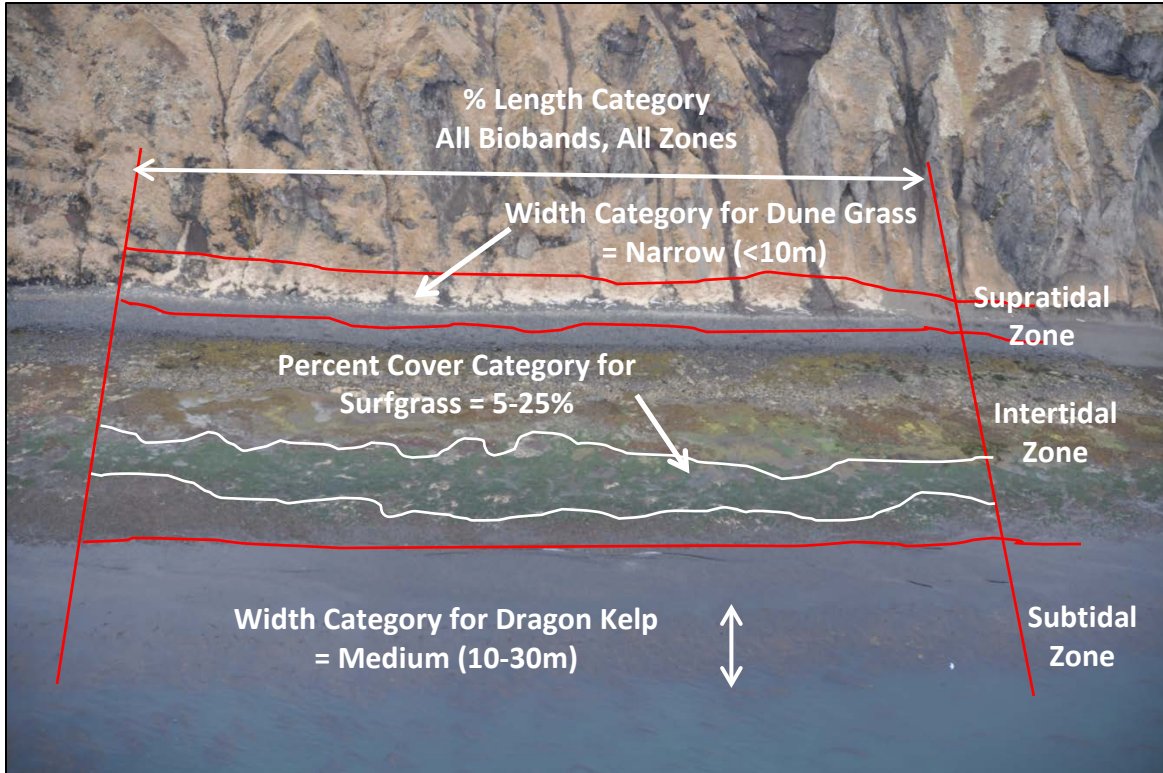 % Length Category
All Biobands, All Zones
Width Category for Dune Grass
= Narrow (<10m)
Supratidal
Zone
Percent Cover Category for
Surfgrass = 5-25%
Intertidal
Zone
Width Category for Dragon Kelp
= Medium (10-30m)
Subtidal
Zone